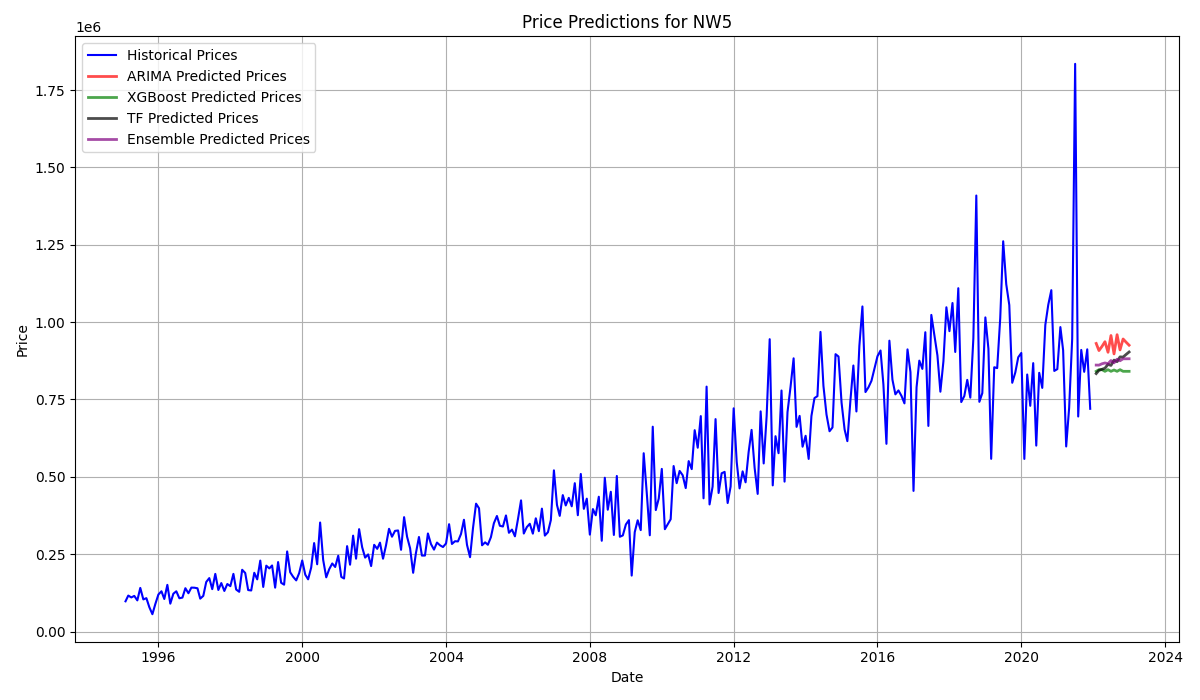 Price Predictions for NW5
1e6
Historical Prices
ARIMA Predicted Prices
XGBoost Predicted Prices
TF Predicted Prices
Ensemble Predicted Prices
1.75
1.50
1.25
1.00
0.75
0.50
0.25
0.00
Price
1996 2000 2004 2008 2012 2016 2020 2024
Date